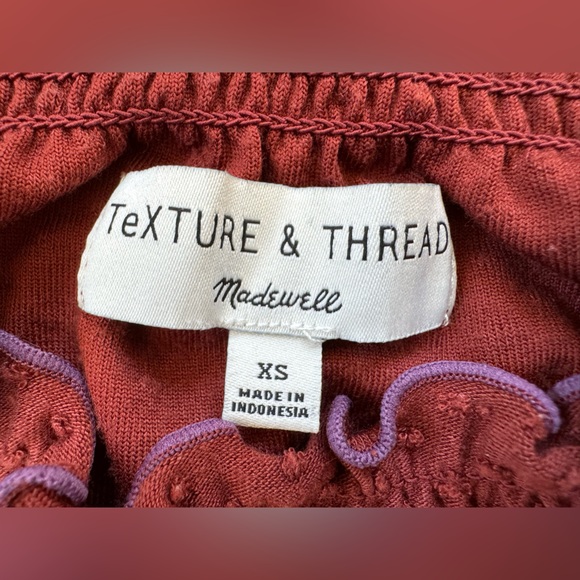 TeXTURE & THREAD
Madewell
XS
MADE IN
INDONESIA